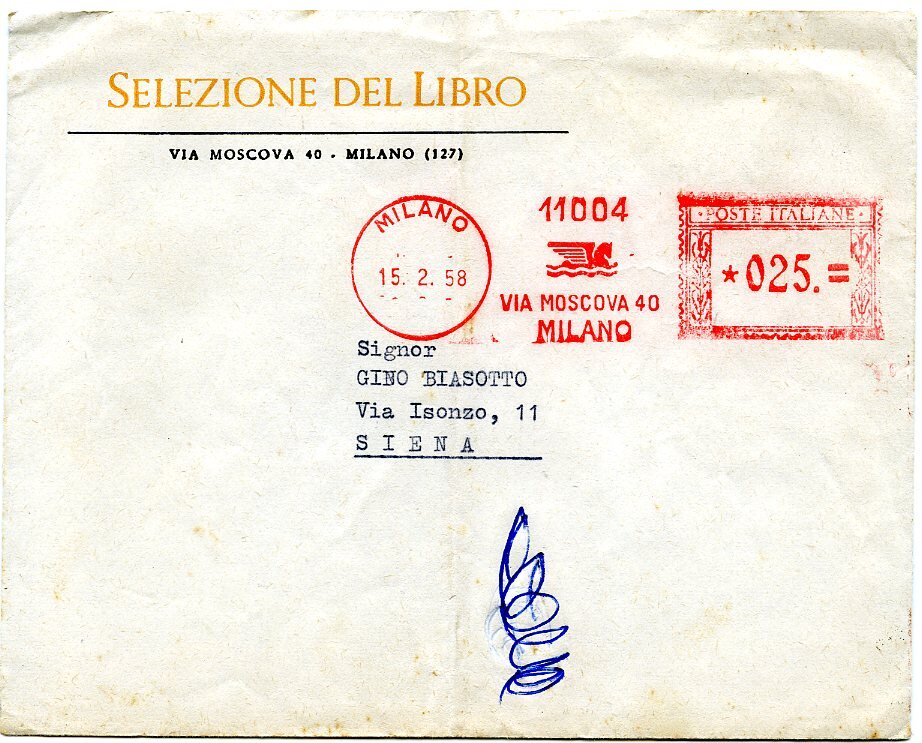 SELEZIONE DEL LIBRO
VIA MOSCOVA 40 - MILANO (127)
MILANO
15. 2. 58
11004
VIA MOSCOVA 40
MILANO
· POSTE ITALIANE ·
*025.=
Signor
GINO BIASOTTO
Via Isonzo, 11
S I E N A